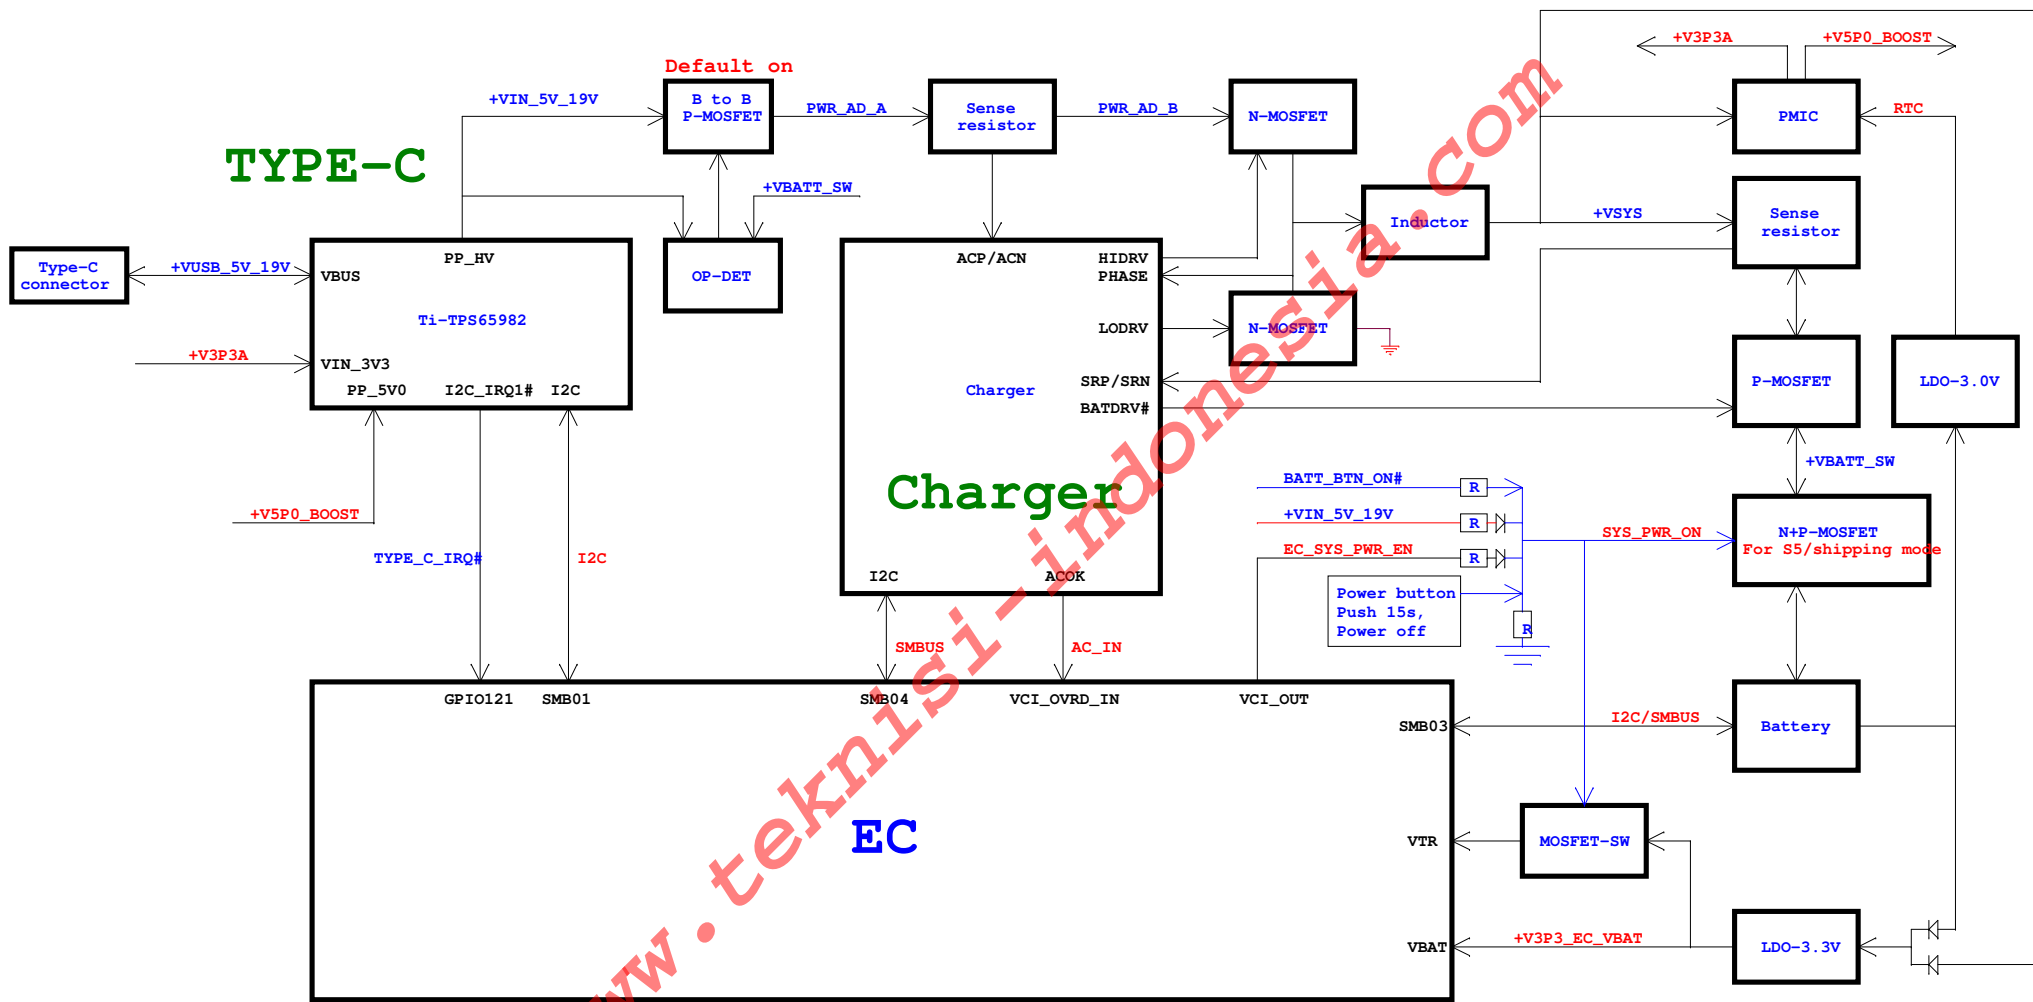 +V3P3A
+V5P0_BOOST
Default on
+VIN_5V_19V
B to B
P-MOSFET
PWR_AD_A
Sense
resistor
PWR_AD_B
N-MOSFET
PMIC
RTC
TYPE-C
+VBATT_SW
Inductor
+VSYS
Sense
resistor
Type-C
connector
+VUSB_5V_19V
PP_HV
VBUS
Ti-TPS65982
VIN_3V3
PP_5V0
I2C_IRQ1#
I2C
+V3P3A
OP-DET
ACP/ACN
HIDRV
PHASE
LODRV
N-MOSFET
Charger
SRP/SRN
BATDRV#
P-MOSFET
LDO-3.0V
+VBATT_SW
Charger
BATT_BTN_ON#
R
+VIN_5V_19V
R
EC_SYS_PWR_EN
R
SYS_PWR_ON
N+P-MOSFET
For S5/shipping mode
+V5P0_BOOST
TYPE_C_IRQ#
I2C
I2C
ACOK
Power button
Push 15s,
Power off
R
SMBUS
AC_IN
GPIO121
SMB01
SMB04
VCI_OVRD_IN
VCI_OUT
SMB03
I2C/SMBUS
Battery
EC
VTR
MOSFET-SW
VBAT
+V3P3_EC_VBAT
LDO-3.3V
www.teknisi-indonesia.com